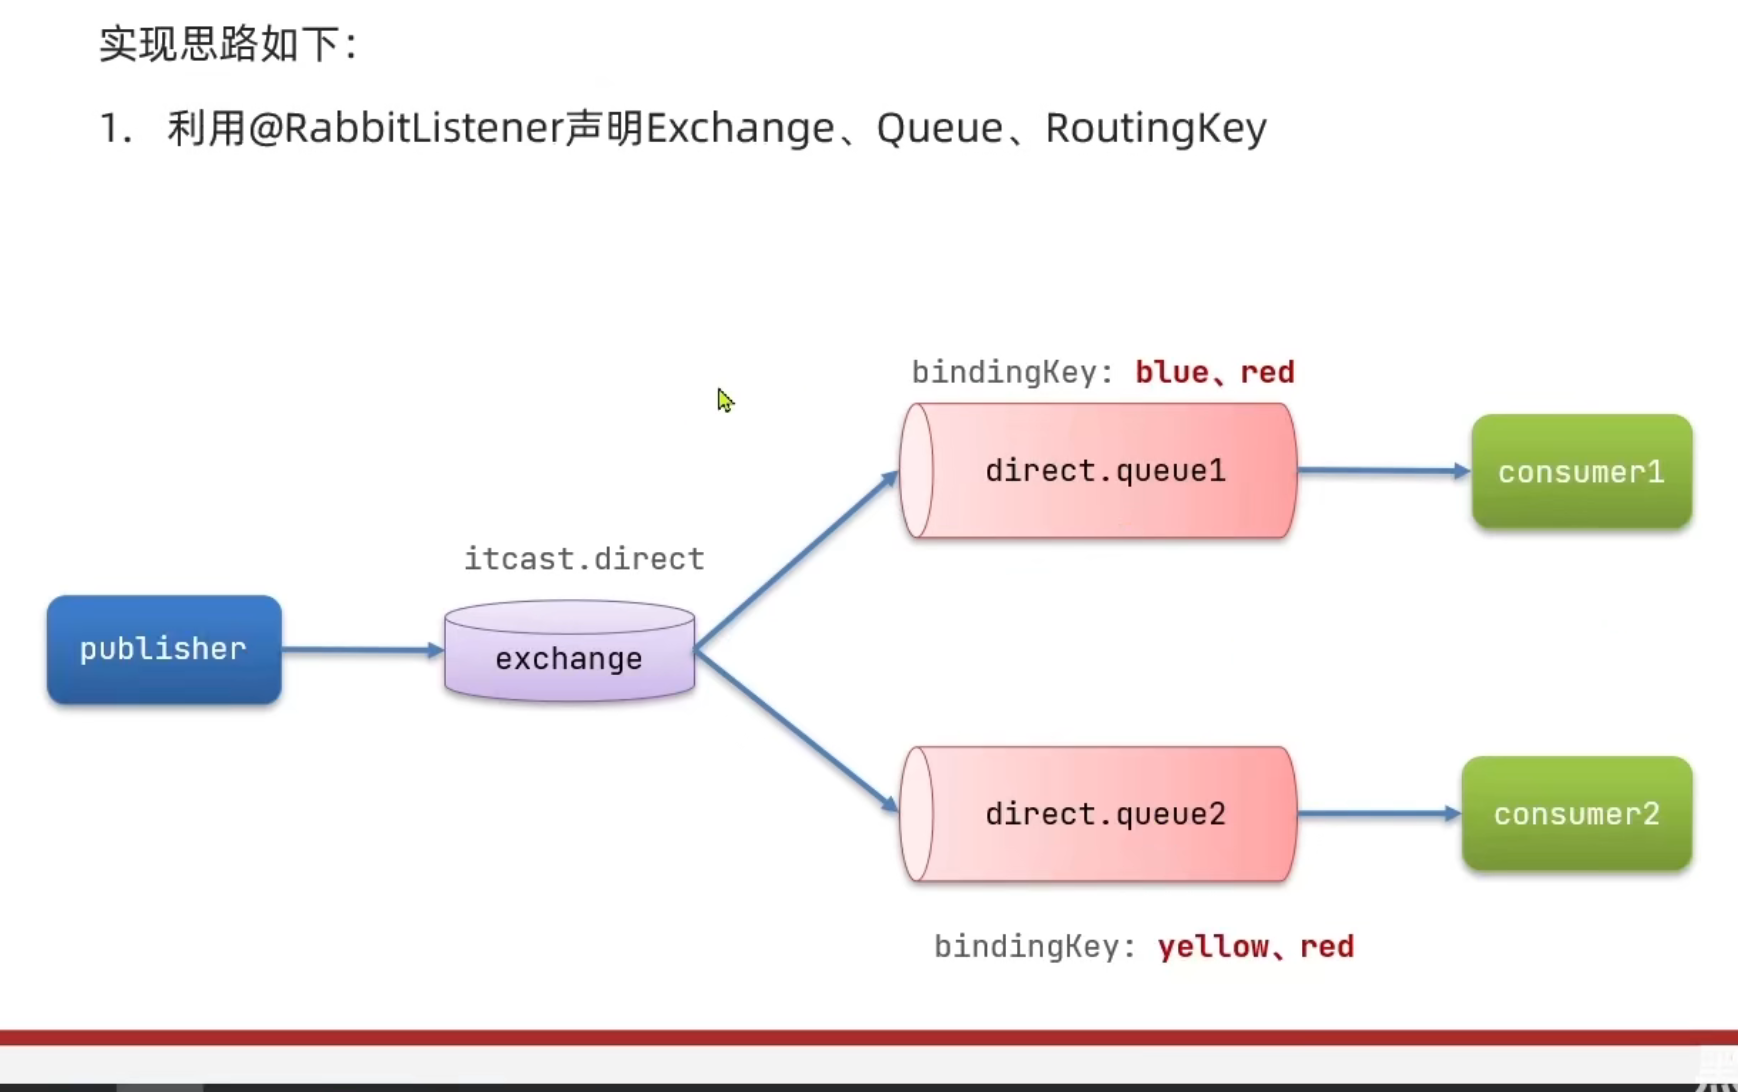 实现思路如下：
1. 利用@RabbitListener声明Exchange、Queue、RoutingKey
bindingKey: blue、red
direct.queue1
consumer1
itcast.direct
publisher
exchange
direct.queue2
consumer2
bindingKey: yellow、red